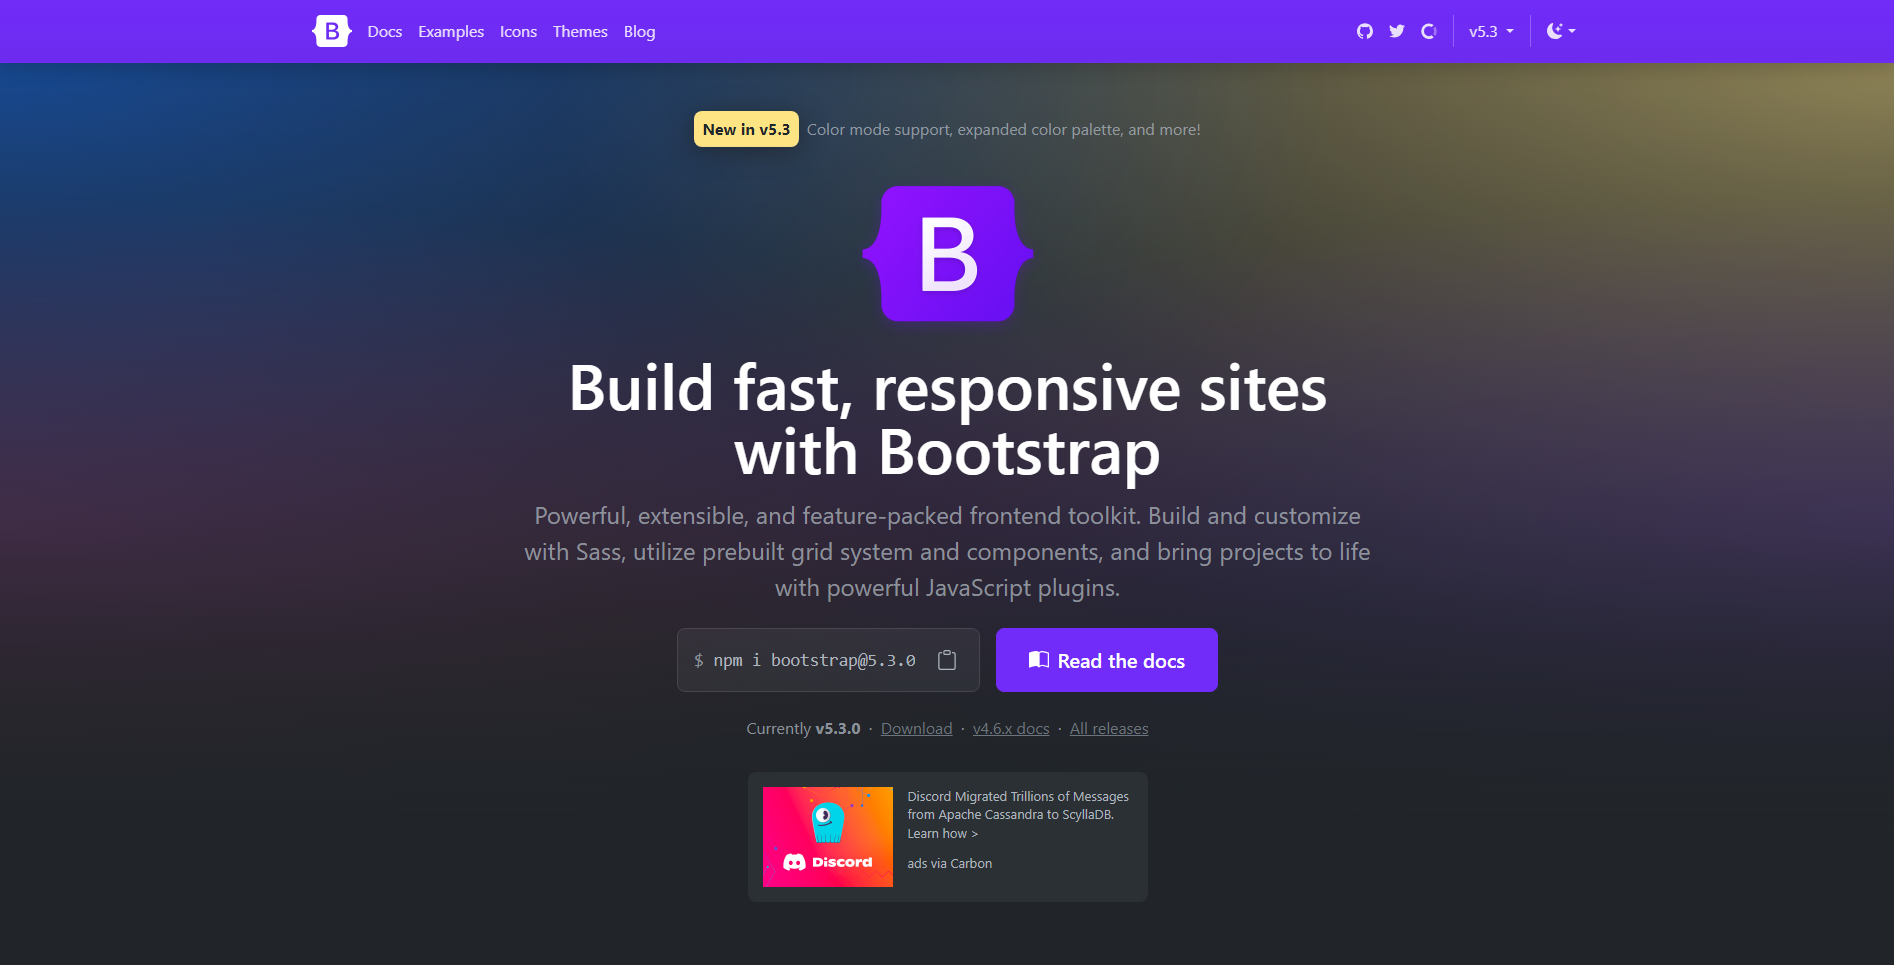 B Docs Examples Icons Themes Blog v5.3
New in v5.3 Color mode support, expanded color palette, and more!
B
Build fast, responsive sites
with Bootstrap
Powerful, extensible, and feature-packed frontend toolkit. Build and customize
with Sass, utilize prebuilt grid system and components, and bring projects to life
with powerful JavaScript plugins.
$ npm i bootstrap@5.3.0
Read the docs
Currently v5.3.0 · Download · v4.6.x docs · All releases
Discord
Discord Migrated Trillions of Messages
from Apache Cassandra to ScyllaDB.
Learn how >
ads via Carbon